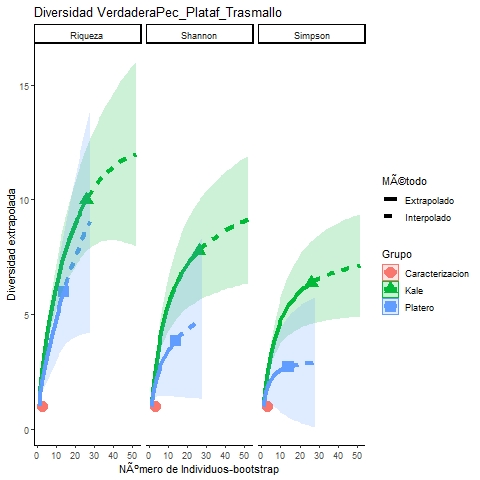 Diversidad VerdaderaPec_Plataf_Trasmallo
Riqueza
Shannon
Simpson
15
10
5
0
Diversidad extrapolada
0 10 20 30 40 50
0 10 20 30 40 50
0 10 20 30 40 50
NÃºmero de Individuos-bootstrap
MÃ©todo
Extrapolado
Interpolado
Grupo
Caracterizacion
Kale
Platero